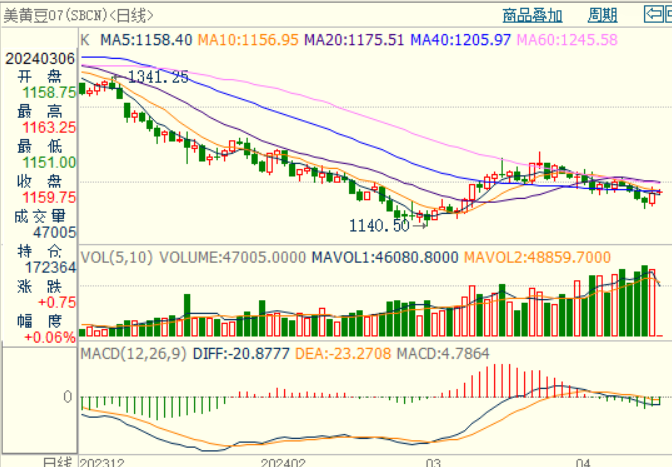 美黄豆07(SBCN)<日线> 商品叠加 周期
K MA5:1158.40 MA10:1156.95 MA20:1175.51 MA40:1205.97 MA60:1245.58
20240306
开盘
1158.75
最高
1163.25
最低
1151.00
收盘
1159.75
成交量
47005
持仓
172364
涨跌
+0.75
幅度
+0.06%
1341.25
1140.50
VOL(5,10) VOLUME:47005.0000 MAVOL1:46080.8000 MAVOL2:48859.7000
MACD(12,26,9) DIFF:-20.8777 DEA:-23.2708 MACD:4.7864
0
日线 202312 202402 03 04